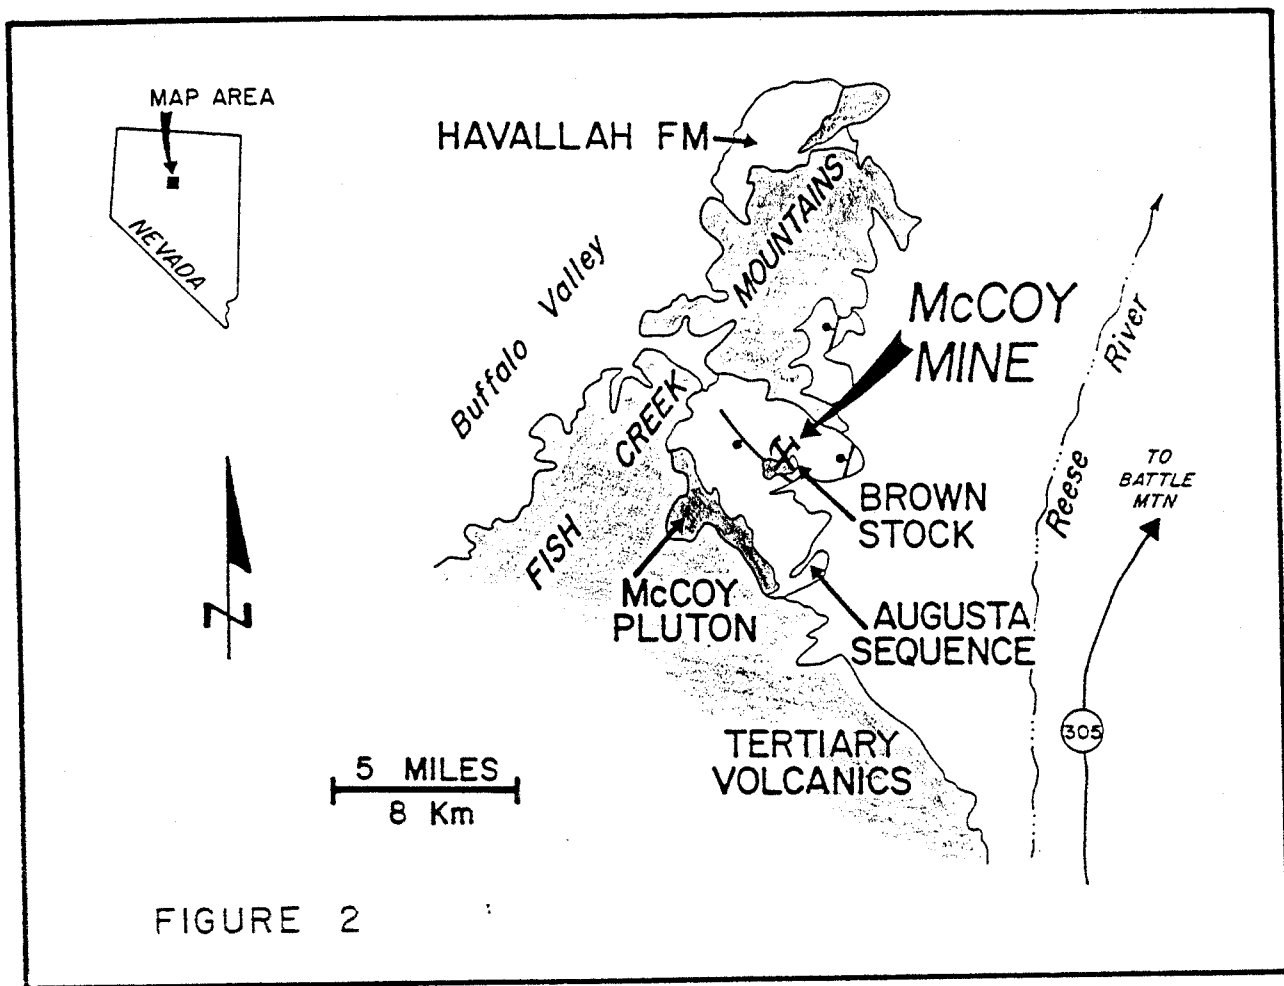 MAP AREA
NEVADA
HAVALLAH FM
MOUNTAINS
Buffalo Valley
McCOY
MINE
CREEK
FISH
Reese River
TO
BATTLE
MTN
BROWN
STOCK
McCOY
PLUTON
AUGUSTA
SEQUENCE
N
305
TERTIARY
VOLCANICS
5 MILES
8 Km
FIGURE 2